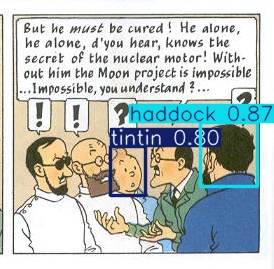 But he must be cured! He alone,
he alone, d'you hear, knows the
secret of the nuclear motor! With-
out him the Moon project is impossible
...Impossible, you understand?...
! ! ? ?
haddock 0.87
tintin 0.80